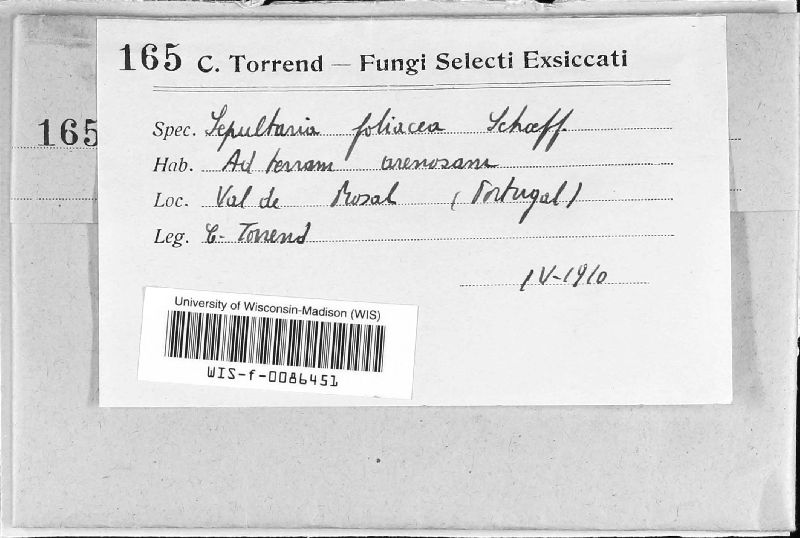 165 C. Torrend — Fungi Selecti Exsiccati
165
Spec. Sepultaria foliacea Schæff.
Hab. Ad terram arenosam
Loc. Val de Rosal (Portugal)
Leg. C. Torrend
IV-1910
University of Wisconsin-Madison (WIS)
WIS-f-0086451